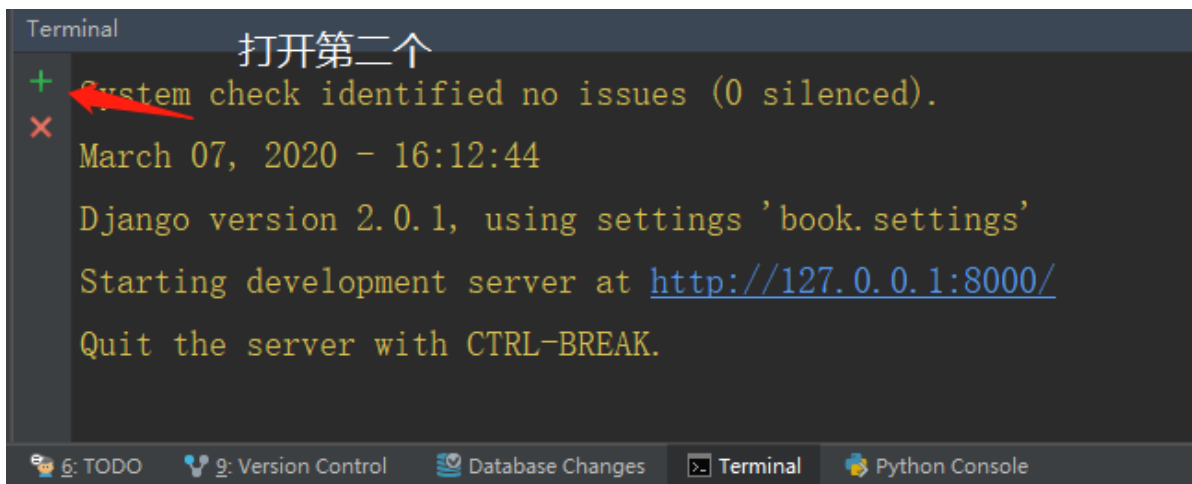 Terminal
打开第二个
System check identified no issues (0 silenced).
March 07, 2020 - 16:12:44
Django version 2.0.1, using settings 'book.settings'
Starting development server at http://127.0.0.1:8000/
Quit the server with CTRL-BREAK.
6: TODO 9: Version Control Database Changes Terminal Python Console